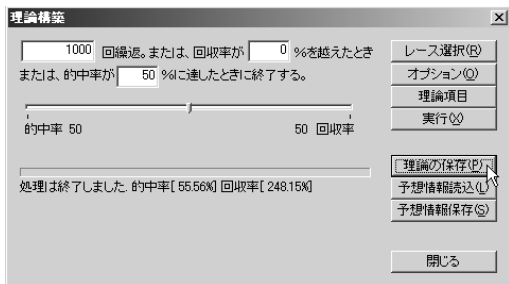 理論構築
1000 回繰返。または、回収率が 0 %を越えたとき
または、的中率が 50 %に達したときに終了する。
的中率 50
50 回収率
処理は終了しました. 的中率[ 55.56%] 回収率[ 248.15%]
レース選択(R)
オプション(O)
理論項目
実行(X)
理論の保存(P)
予想情報読込(L)
予想情報保存(S)
閉じる